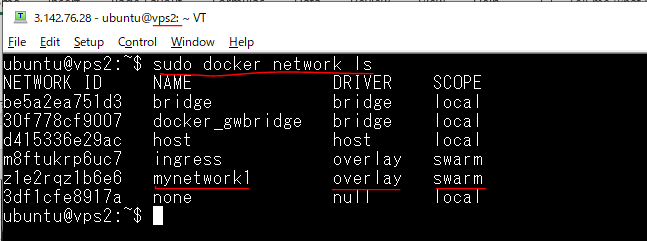 3.142.76.28 - ubuntu@vps2: ~ VT
File Edit Setup Control Window Help
ubuntu@vps2:~$ sudo docker network ls
NETWORK ID NAME DRIVER SCOPE
be5a2ea751d3 bridge bridge local
30f778cf9007 docker_gwbridge bridge local
d415336e29ac host host local
m8ftukrp6uc7 ingress overlay swarm
z1e2rqz1b6e6 mynetwork1 overlay swarm
3df1cfe8917a none null local
ubuntu@vps2:~$